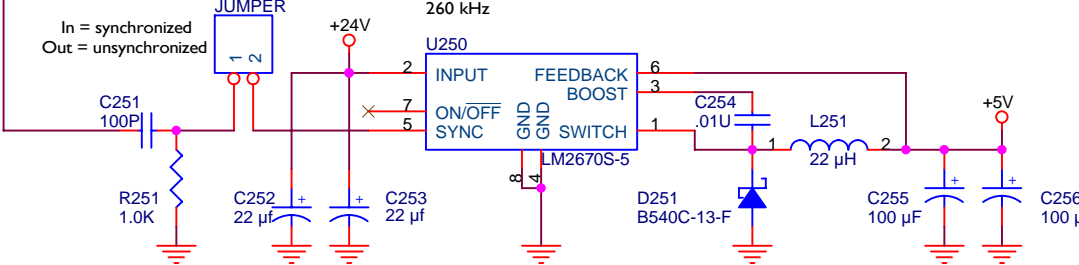 JUMPER
260 kHz
In = synchronized
Out = unsynchronized
+24V
1 2
U250
2 INPUT FEEDBACK 6
BOOST 3
7 ON/OFF
5 SYNC GND GND SWITCH 1
LM2670S-5
8 4
C251
100P
R251
1.0K
C252
22 µf
+
C253
22 µf
+
C254
.01U
L251
1 2
22 µH
D251
B540C-13-F
+5V
C255
100 µF
+
C256
100 µ
+